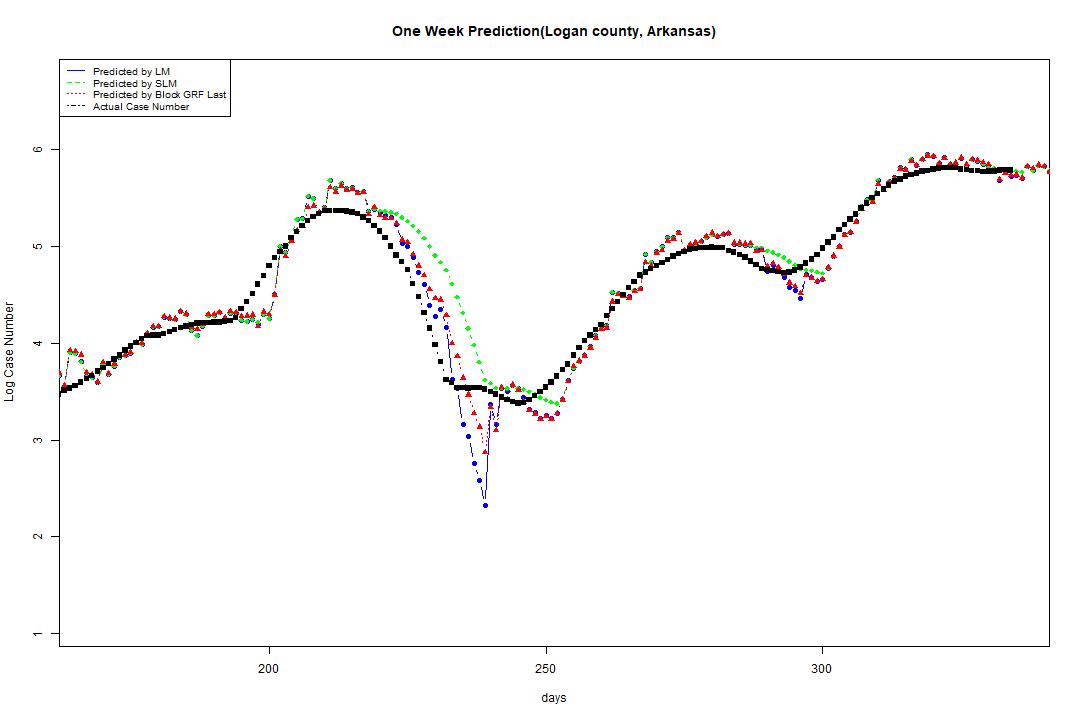 One Week Prediction(Logan county, Arkansas)
Predicted by LM
Predicted by SLM
Predicted by Block GRF Last
Actual Case Number
6
5
4
3
2
1
Log Case Number
200 250 300
days